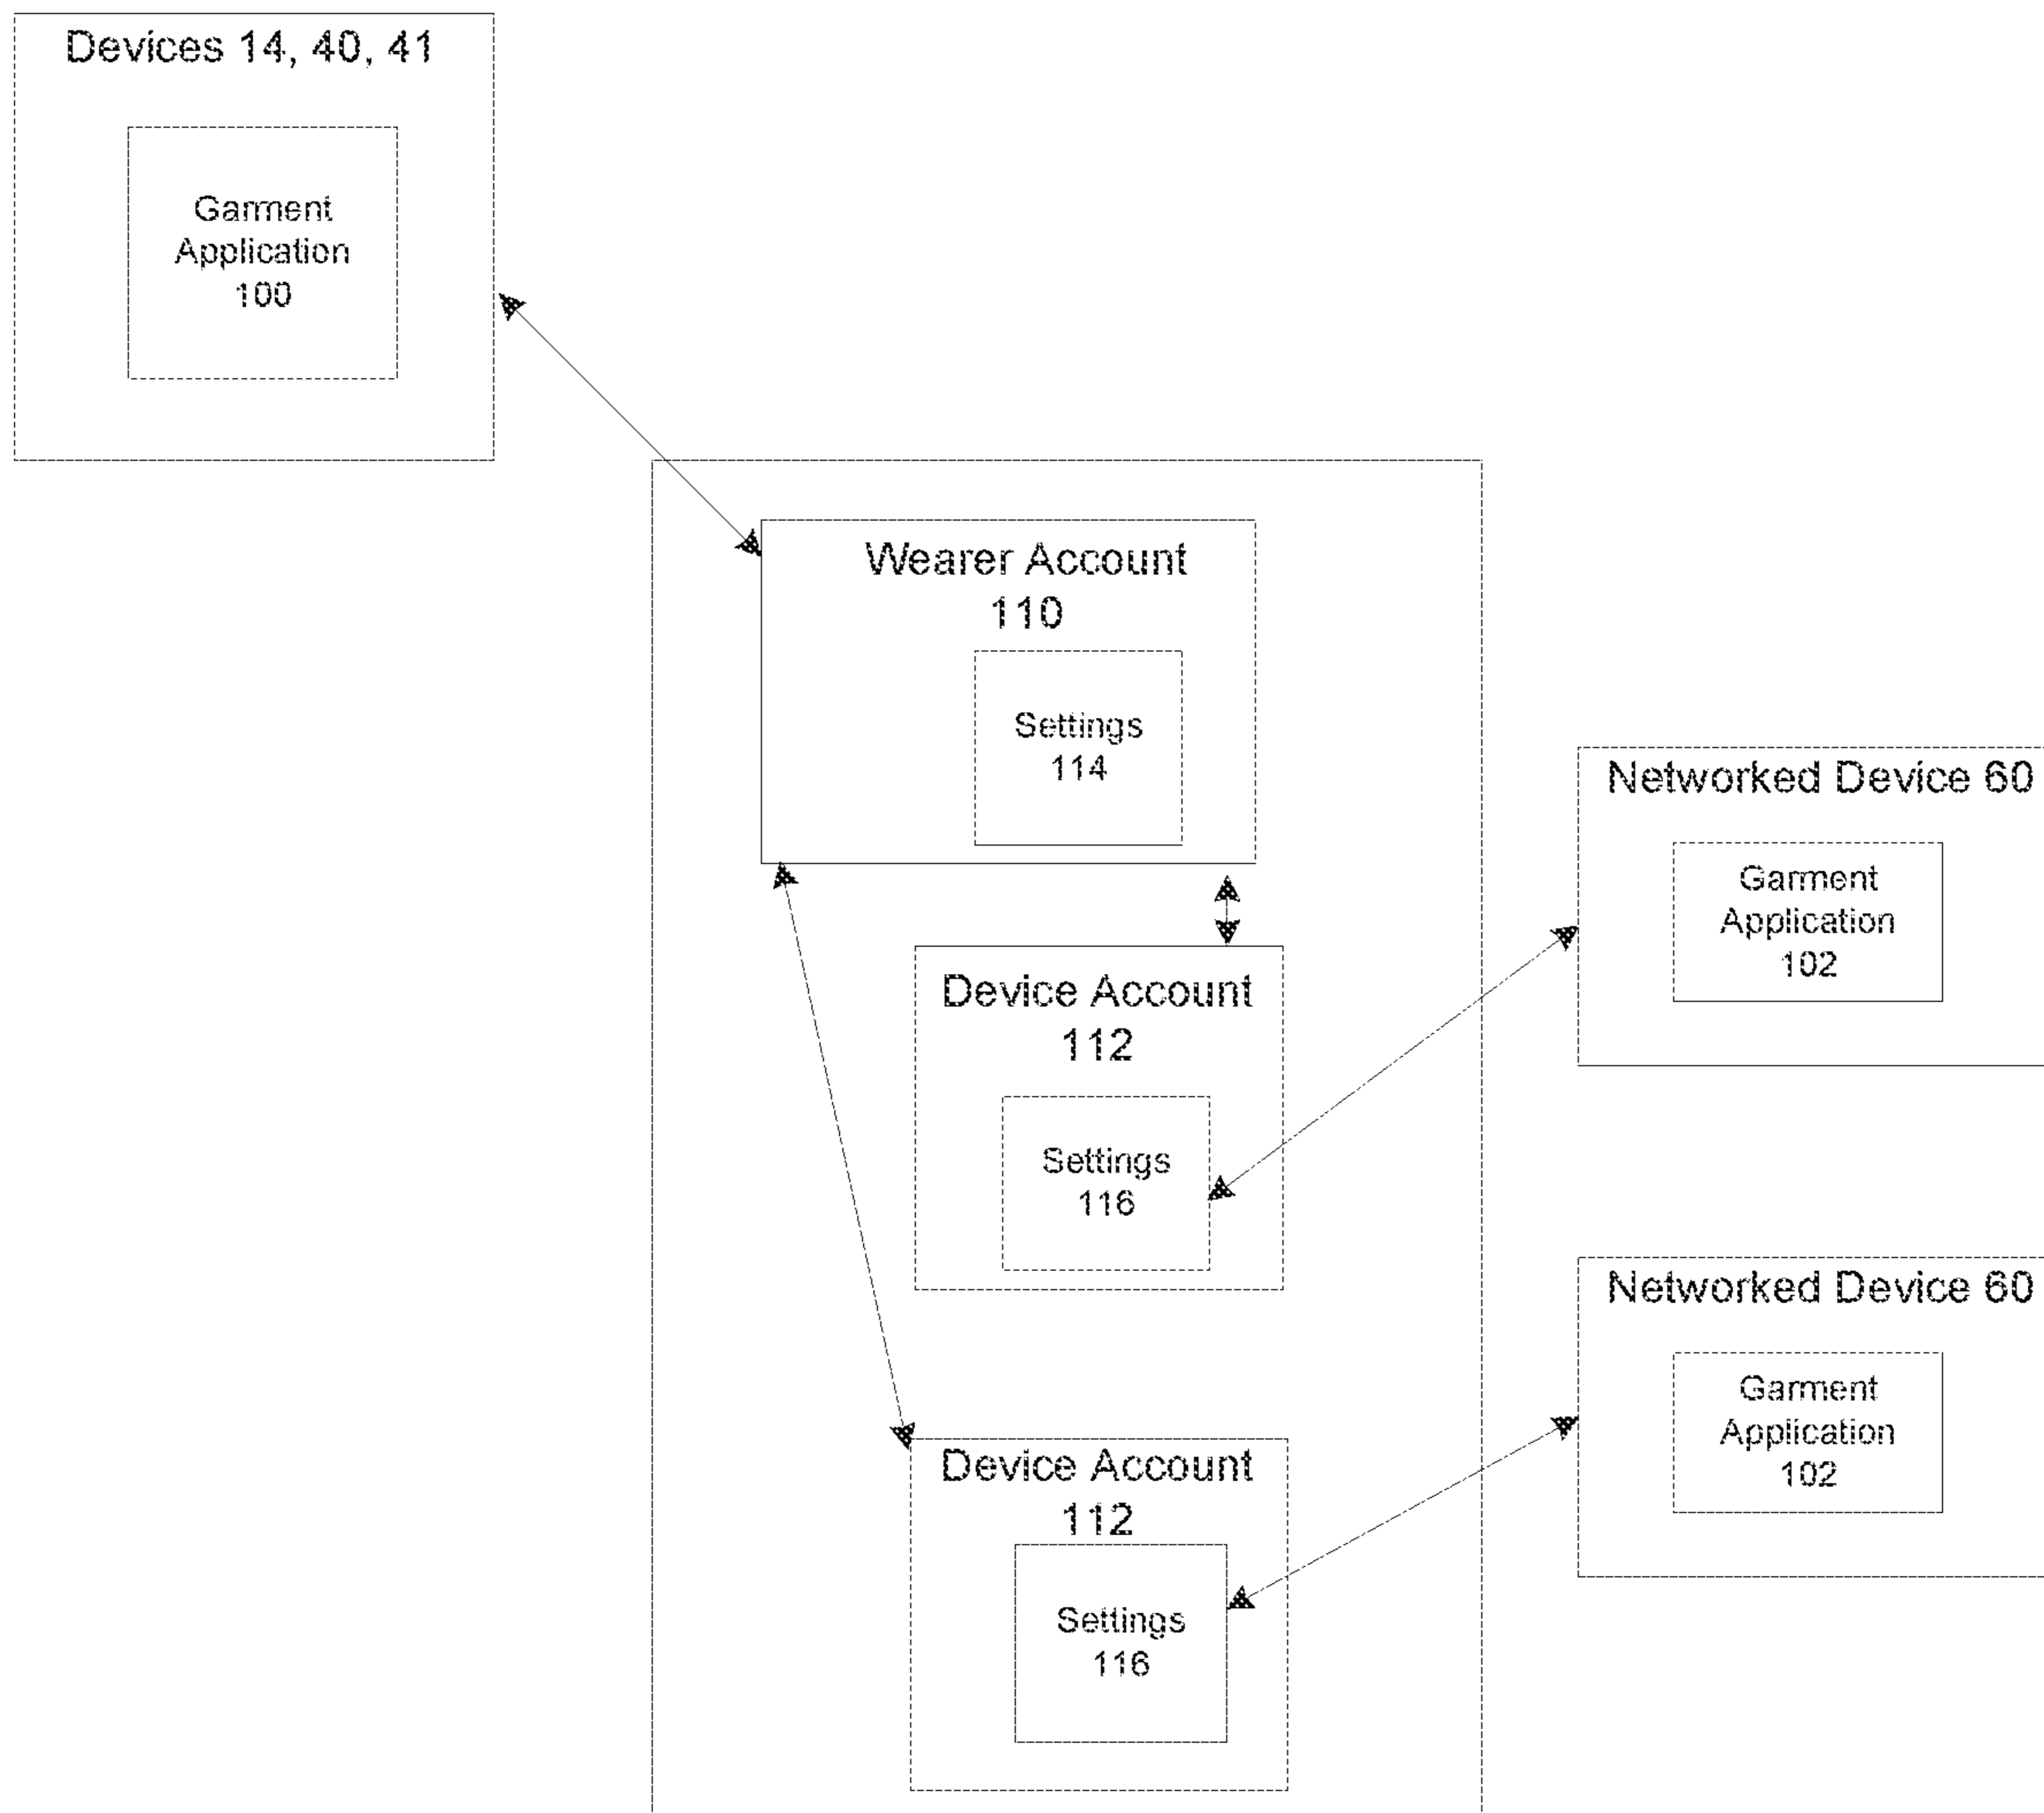 Devices 14, 40, 41
Garment
Application
100
Wearer Account
110
Settings
114
Networked Device 60
Garment
Application
102
Device Account
112
Settings
116
Networked Device 60
Garment
Application
102
Device Account
112
Settings
116